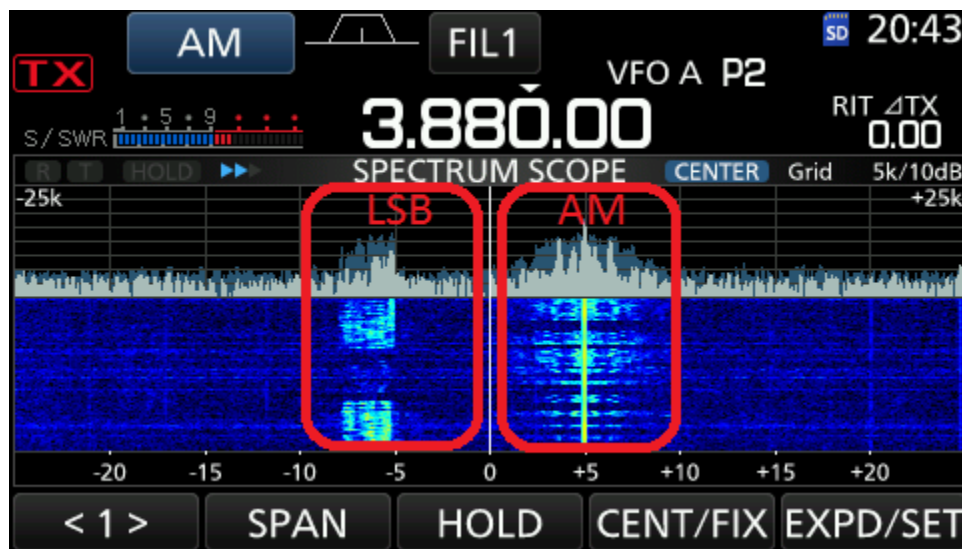 AM FIL1 SD 20:43
TX VFO A P2
3.880.00 RIT ⊿TX
0.00
1 • 5 • 9
S/SWR
R T HOLD SPECTRUM SCOPE CENTER Grid 5k/10dB
-25k LSB AM +25k
-20 -15 -10 -5 0 +5 +10 +15 +20
< 1 > SPAN HOLD CENT/FIX EXPD/SET